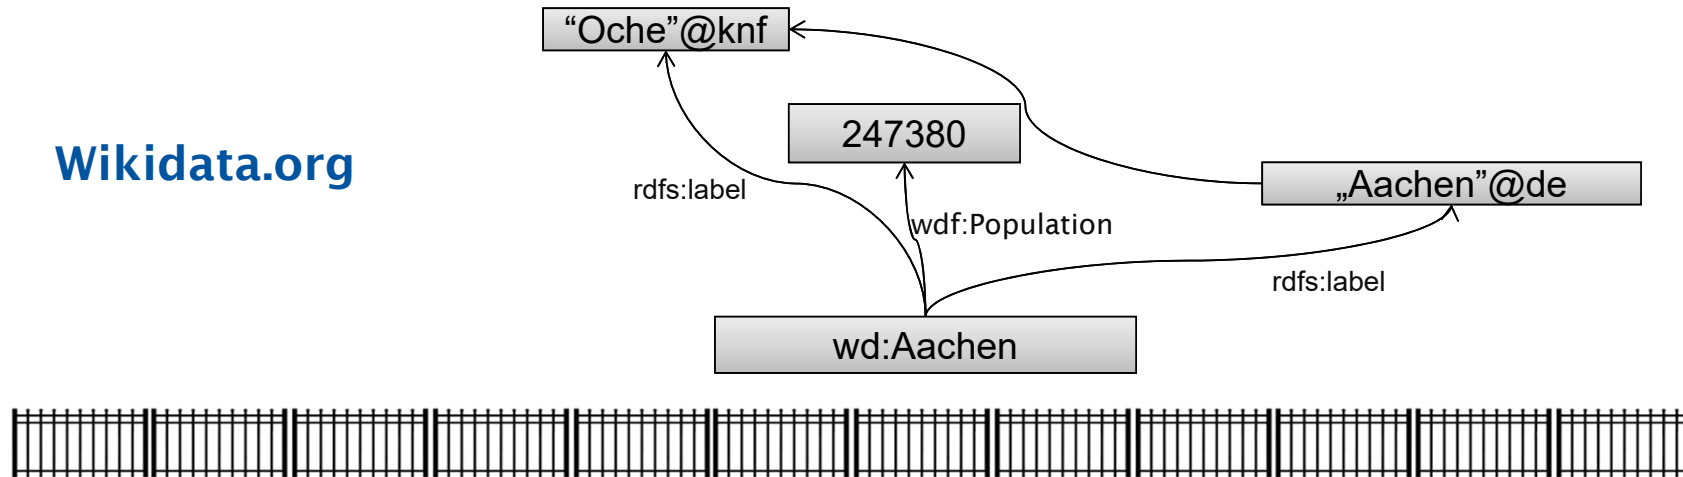 “Oche”@knf
247380
Wikidata.org
„Aachen”@de
rdfs:label
wdf:Population
rdfs:label
wd:Aachen